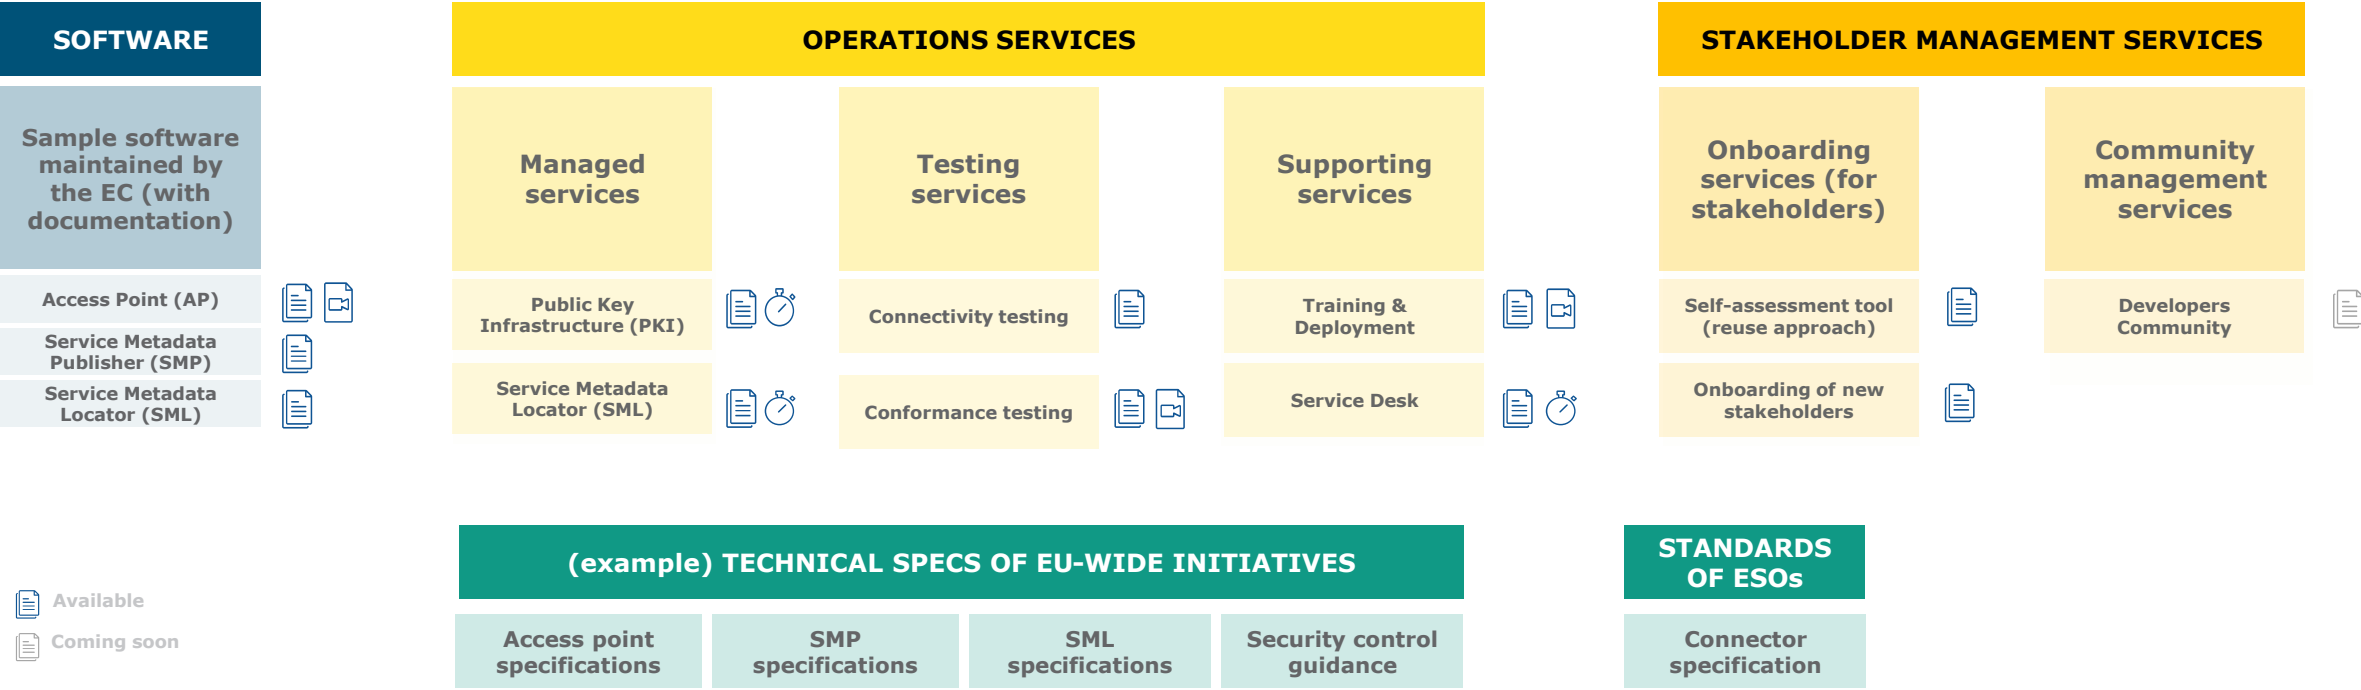 SOFTWARE
OPERATIONS SERVICES
STAKEHOLDER MANAGEMENT SERVICES
Sample software
maintained by
the EC (with
documentation)
Managed
services
Testing
services
Supporting
services
Onboarding
services (for
stakeholders)
Community
management
services
Access Point (AP)
Service Metadata
Publisher (SMP)
Service Metadata
Locator (SML)
Public Key
Infrastructure (PKI)
Service Metadata
Locator (SML)
Connectivity testing
Conformance testing
Training &
Deployment
Service Desk
Self-assessment tool
(reuse approach)
Onboarding of new
stakeholders
Developers
Community
(example) TECHNICAL SPECS OF EU-WIDE INITIATIVES
STANDARDS
OF ESOs
Available
Coming soon
Access point
specifications
SMP
specifications
SML
specifications
Security control
guidance
Connector
specification